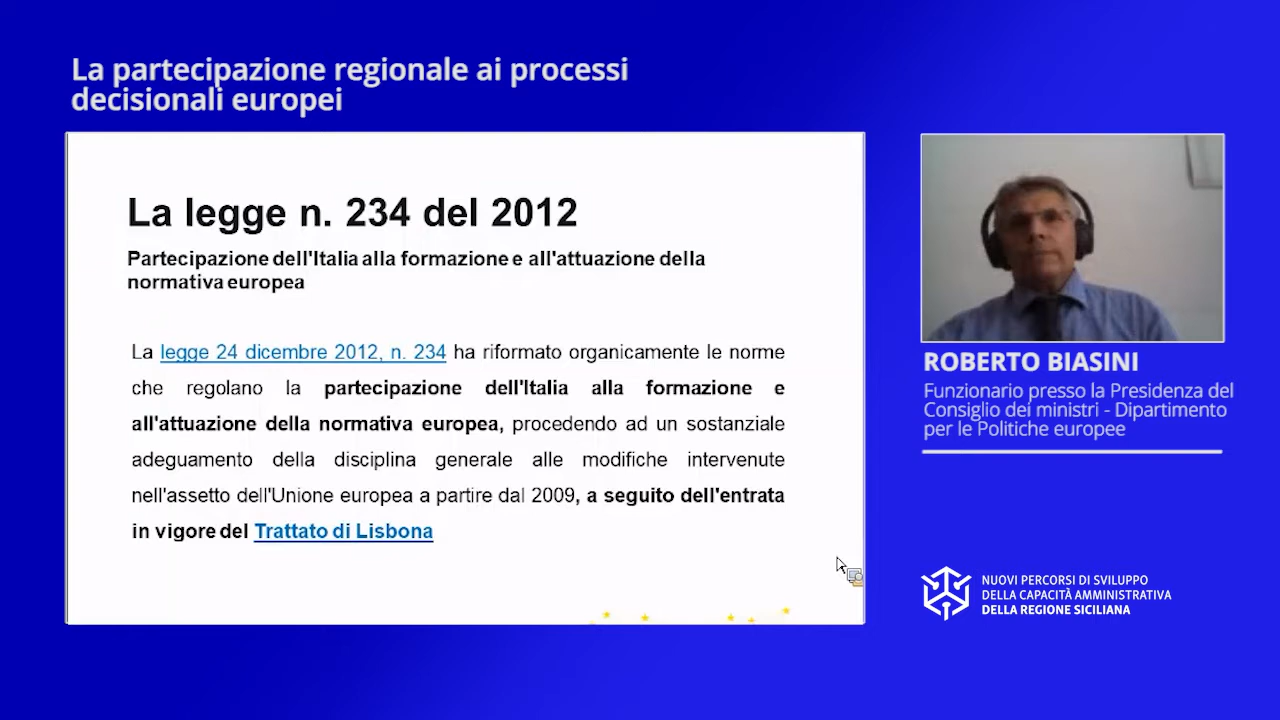 La partecipazione regionale ai processi
decisionali europei
La legge n. 234 del 2012
Partecipazione dell'Italia alla formazione e all'attuazione della
normativa europea
La legge 24 dicembre 2012, n. 234 ha riformato organicamente le norme
che regolano la partecipazione dell'Italia alla formazione e
all'attuazione della normativa europea, procedendo ad un sostanziale
adeguamento della disciplina generale alle modifiche intervenute
nell'assetto dell'Unione europea a partire dal 2009, a seguito dell'entrata
in vigore del Trattato di Lisbona
ROBERTO BIASINI
Funzionario presso la Presidenza del
Consiglio dei ministri - Dipartimento
per le Politiche europee
NUOVI PERCORSI DI SVILUPPO
DELLA CAPACITÀ AMMINISTRATIVA
DELLA REGIONE SICILIANA